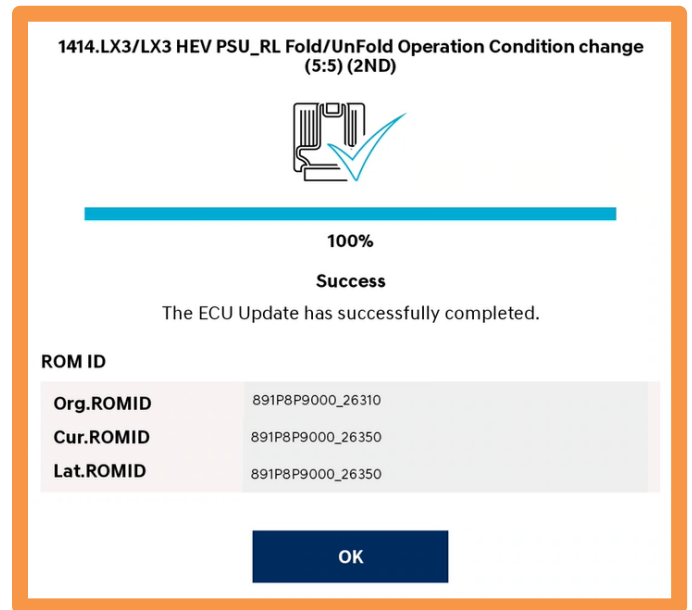 1414.LX3/LX3 HEV PSU_RL Fold/UnFold Operation Condition change
(5:5) (2ND)
100%
Success
The ECU Update has successfully completed.
ROM ID
Org.ROMID 891P8P9000_26310
Cur.ROMID 891P8P9000_26350
Lat.ROMID 891P8P9000_26350
OK